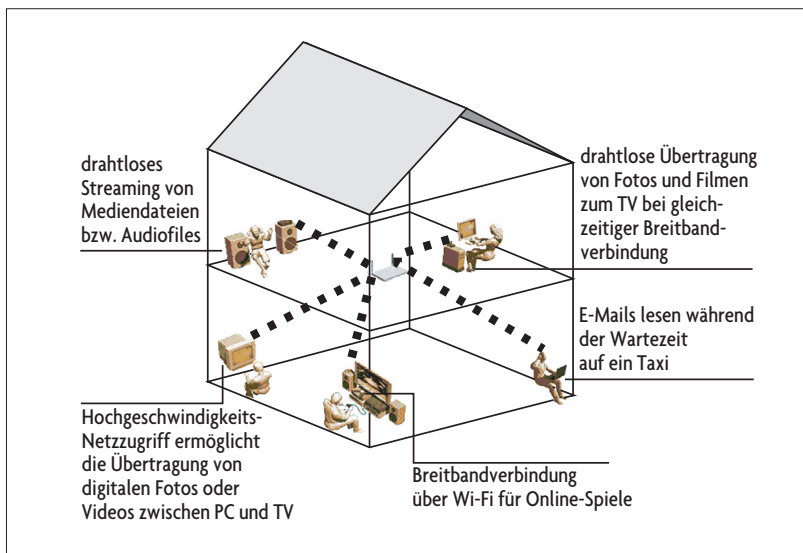 drahtloses
Streaming von
Mediendateien
bzw. Audiofiles
drahtlose Übertragung
von Fotos und Filmen
zum TV bei gleich-
zeitiger Breitband-
verbindung
E-Mails lesen während
der Wartezeit
auf ein Taxi
Hochgeschwindigkeits-
Netzzugriff ermöglicht
die Übertragung von
digitalen Fotos oder
Videos zwischen PC und TV
Breitbandverbindung
über Wi-Fi für Online-Spiele